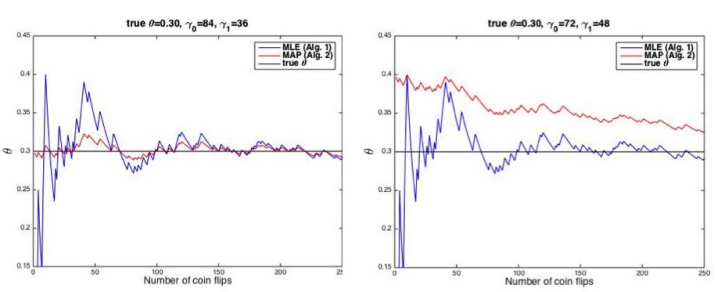 true θ=0.30, γ0=84, γ1=36
0.45
0.4
0.35
0.3
0.25
0.2
0.15
θ
MLE (Alg. 1)
MAP (Alg. 2)
true θ
0
50
100
150
200
25
Number of coin flips
true θ=0.30, γ0=72, γ1=48
0.45
0.4
0.35
0.3
0.25
0.2
0.15
θ
MLE (Alg. 1)
MAP (Alg. 2)
true θ
0
50
100
150
200
250
Number of coin flips